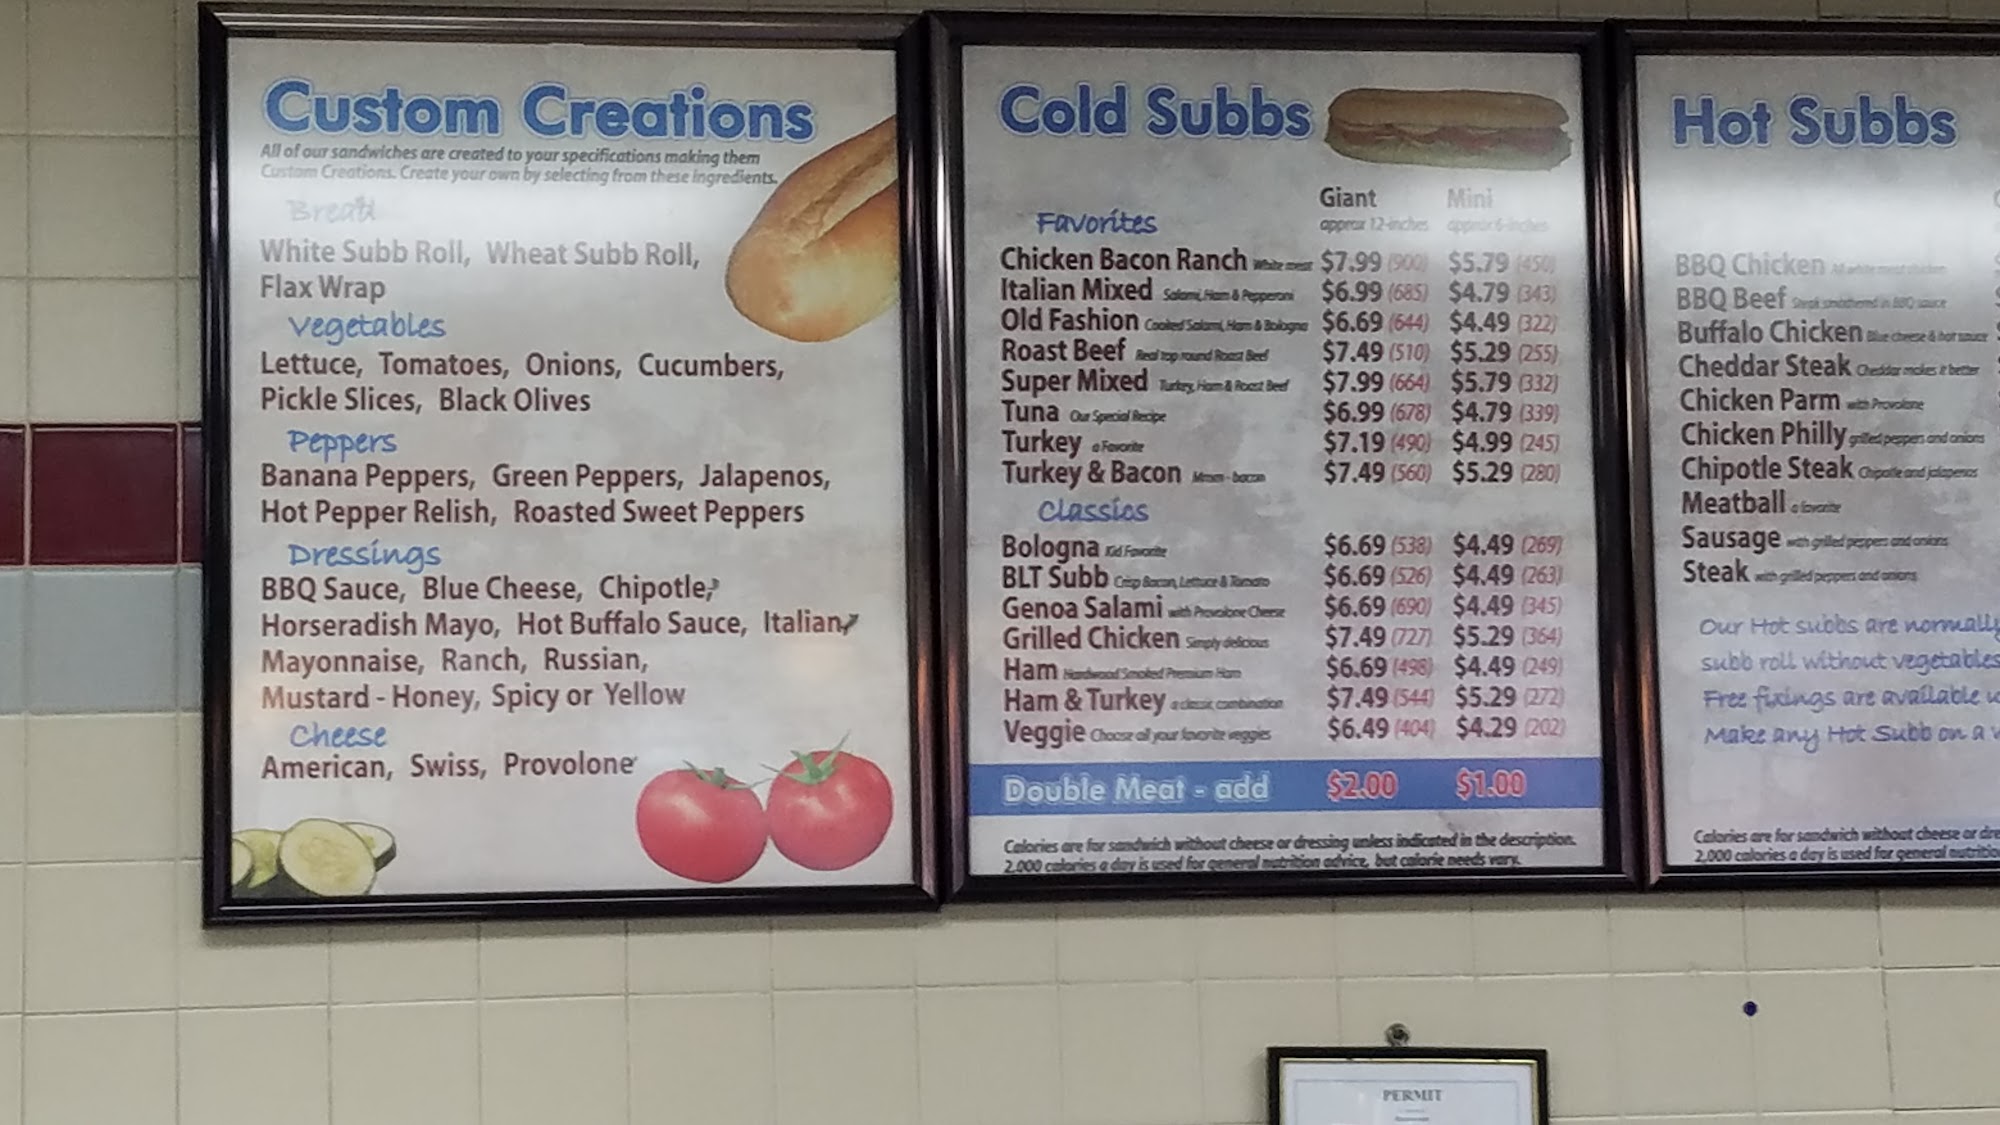 Custom Creations
All of our sandwiches are created to your specifications making them
Custom Creations. Create your own by selecting from these ingredients.
Bread
White Subb Roll, Wheat Subb Roll,
Flax Wrap
Vegetables
Lettuce, Tomatoes, Onions, Cucumbers,
Pickle Slices, Black Olives
Peppers
Banana Peppers, Green Peppers, Jalapenos,
Hot Pepper Relish, Roasted Sweet Peppers
Dressings
BBQ Sauce, Blue Cheese, Chipotle,
Horseradish Mayo, Hot Buffalo Sauce, Italian,
Mayonnaise, Ranch, Russian,
Mustard - Honey, Spicy or Yellow
Cheese
American, Swiss, Provolone
Cold Subbs
Giant Mini
approx 12-inches approx 6-inches
Favorites
Chicken Bacon Ranch White meat $7.99 (900) $5.79 (450)
Italian Mixed Salami, Ham & Pepperoni $6.99 (685) $4.79 (343)
Old Fashion Cooked Salami, Ham & Bologna $6.69 (644) $4.49 (322)
Roast Beef Real top round Roast Beef $7.49 (510) $5.29 (255)
Super Mixed Turkey, Ham & Roast Beef $7.99 (664) $5.79 (332)
Tuna Our Special Recipe $6.99 (678) $4.79 (339)
Turkey a Favorite $7.19 (490) $4.99 (245)
Turkey & Bacon Mmm - bacon $7.49 (560) $5.29 (280)
Classics
Bologna Kid Favorite $6.69 (538) $4.49 (269)
BLT Subb Crisp Bacon, Lettuce & Tomato $6.69 (526) $4.49 (263)
Genoa Salami with Provolone Cheese $6.69 (690) $4.49 (345)
Grilled Chicken Simply delicious $7.49 (727) $5.29 (364)
Ham Hardwood Smoked Premium Ham $6.69 (498) $4.49 (249)
Ham & Turkey a classic combination $7.49 (544) $5.29 (272)
Veggie Choose all your favorite veggies $6.49 (404) $4.29 (202)
Double Meat - add $2.00 $1.00
Calories are for sandwich without cheese or dressing unless indicated in the description.
2,000 calories a day is used for general nutrition advice, but calorie needs vary.
Hot Subbs
BBQ Chicken All white meat chicken
BBQ Beef Steak smothered in BBQ sauce
Buffalo Chicken Blue cheese & hot sauce
Cheddar Steak Cheddar makes it better
Chicken Parm with Provolone
Chicken Philly grilled peppers and onions
Chipotle Steak Chipotle and jalapenos
Meatball a favorite
Sausage with grilled peppers and onions
Steak with grilled peppers and onions
Our Hot subbs are normally
subb roll without vegetables
Free fixings are available
Make any Hot Subb on a
Calories are for sandwich without cheese or
2,000 calories a day is used for general
PERMIT